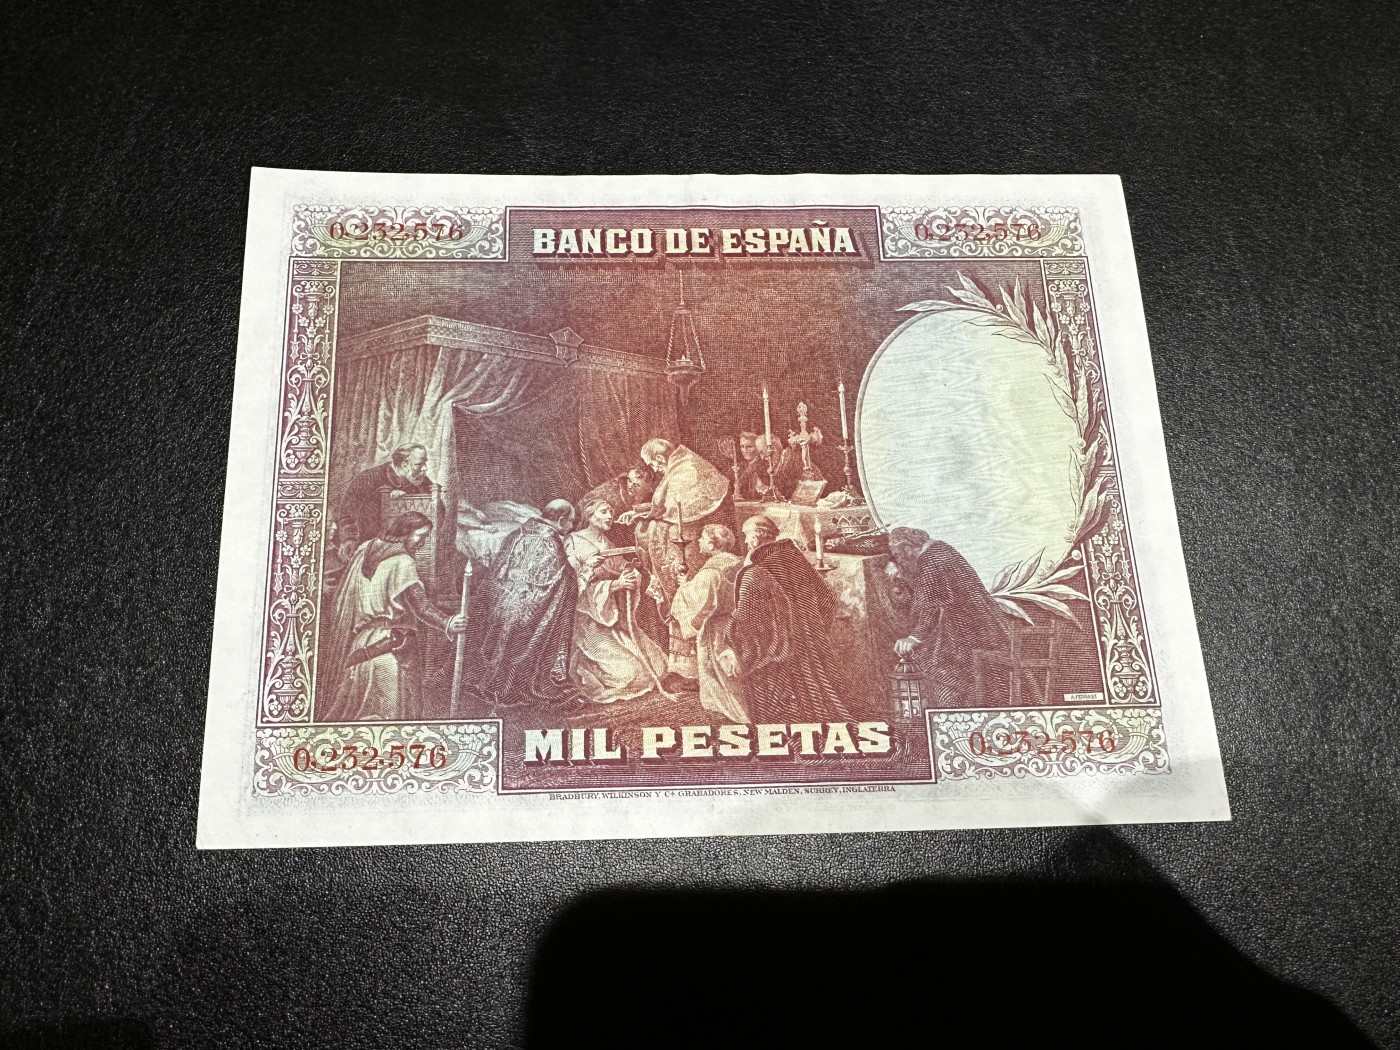 0,232,576
BANCO DE ESPAÑA
0,232,576
A. FERRANT
0,232,576
MIL PESETAS
0,232,576
BRADBURY, WILKINSON Y Cª GRABADORES, NEW MALDEN, SURREY, INGLATERRA